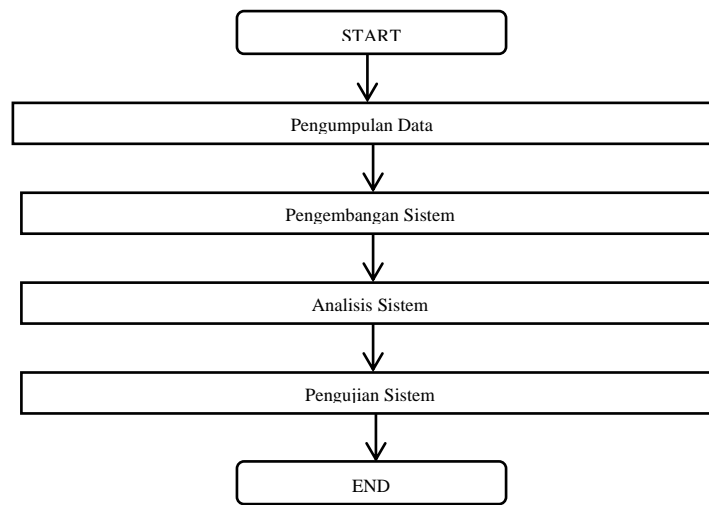 START
Pengumpulan Data
Pengembangan Sistem
Analisis Sistem
Pengujian Sistem
END